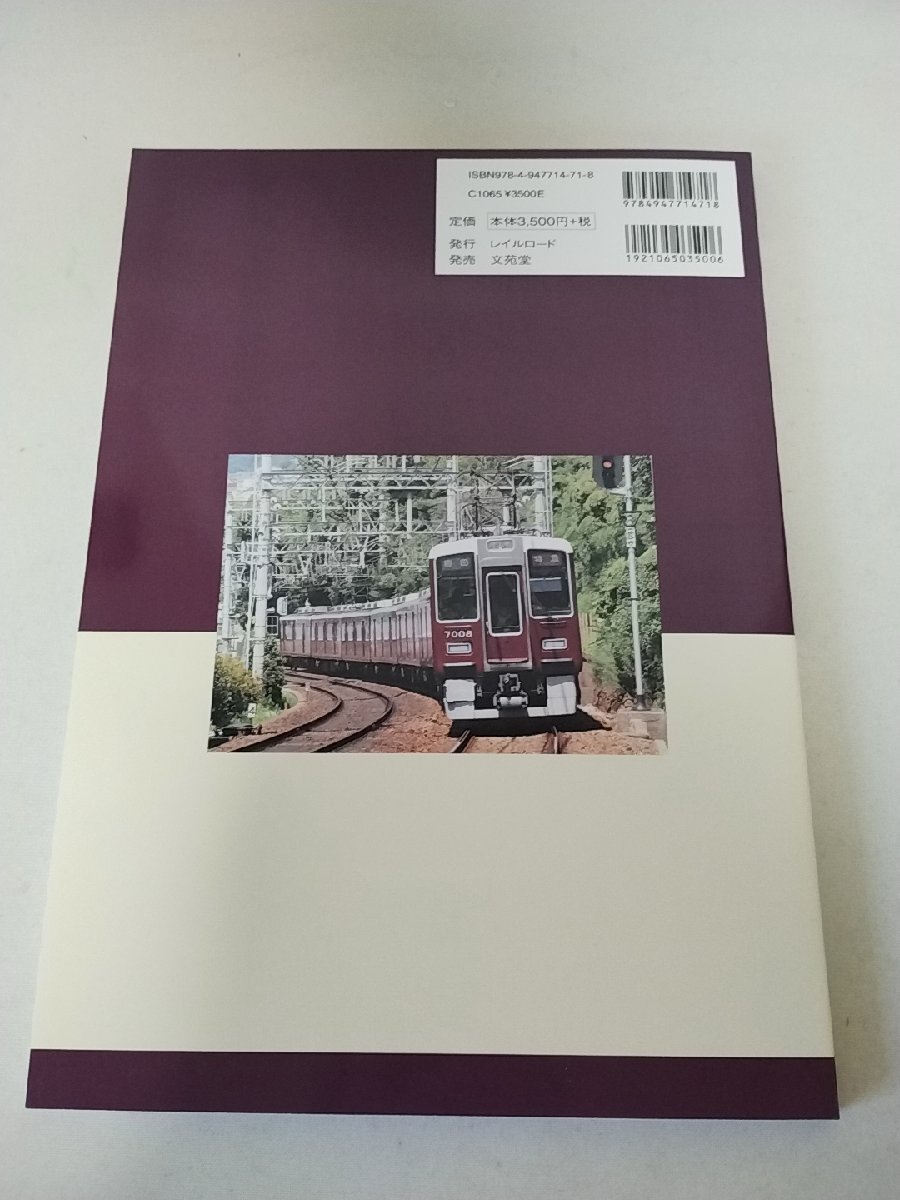 ISBN978-4-947714-71-8
C1065 ¥3500E
9784947714718
定価 本体3,500円+税
発行 レイルロード
発売 文苑堂
1921065035006
7008
4